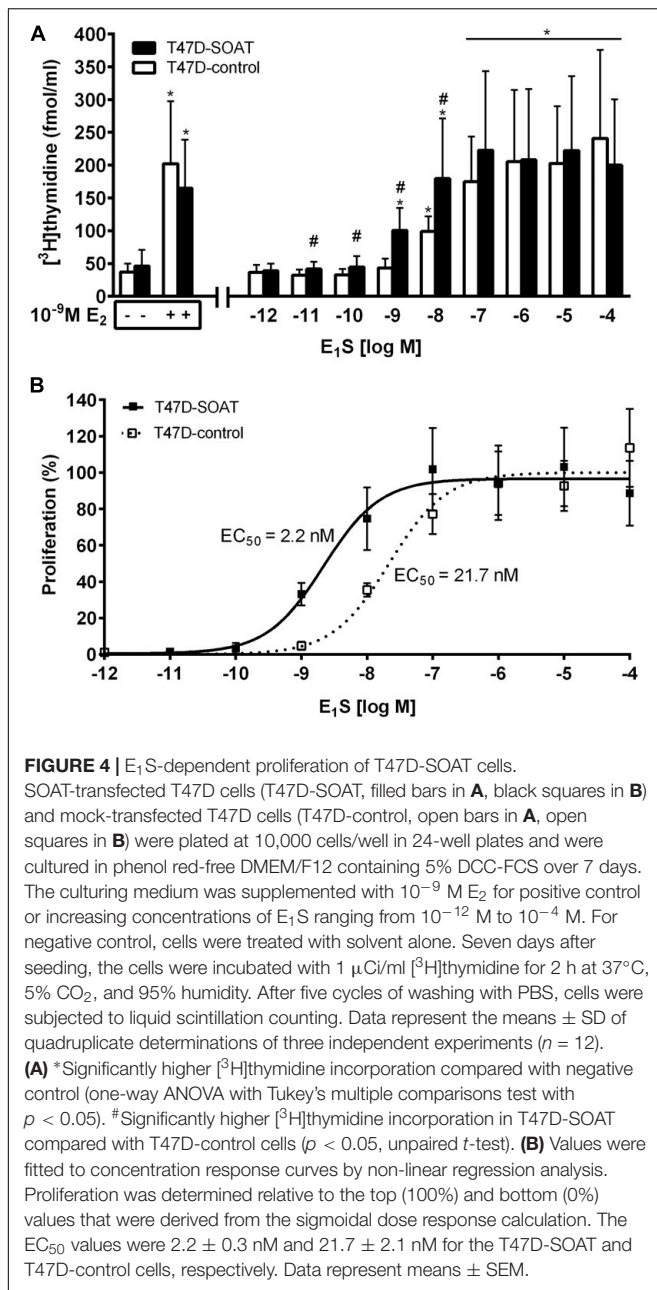 A
T47D-SOAT
T47D-control
*
[³H]thymidine (fmol/ml)
400
350
300
250
200
150
100
50
0
* * # # # * # * *
10⁻⁹M E₂
- - + +
-12 -11 -10 -9 -8 -7 -6 -5 -4
E₁S [log M]
B
T47D-SOAT
T47D-control
Proliferation (%)
140
120
100
80
60
40
20
0
EC₅₀ = 2.2 nM
EC₅₀ = 21.7 nM
-12 -11 -10 -9 -8 -7 -6 -5 -4
E₁S [log M]
FIGURE 4 | E₁S-dependent proliferation of T47D-SOAT cells.
SOAT-transfected T47D cells (T47D-SOAT, filled bars in A, black squares in B)
and mock-transfected T47D cells (T47D-control, open bars in A, open
squares in B) were plated at 10,000 cells/well in 24-well plates and were
cultured in phenol red-free DMEM/F12 containing 5% DCC-FCS over 7 days.
The culturing medium was supplemented with 10⁻⁹ M E₂ for positive control
or increasing concentrations of E₁S ranging from 10⁻¹² M to 10⁻⁴ M. For
negative control, cells were treated with solvent alone. Seven days after
seeding, the cells were incubated with 1 μCi/ml [³H]thymidine for 2 h at 37°C,
5% CO₂, and 95% humidity. After five cycles of washing with PBS, cells were
subjected to liquid scintillation counting. Data represent the means ± SD of
quadruplicate determinations of three independent experiments (n = 12).
(A) *Significantly higher [³H]thymidine incorporation compared with negative
control (one-way ANOVA with Tukey's multiple comparisons test with
p < 0.05). #Significantly higher [³H]thymidine incorporation in T47D-SOAT
compared with T47D-control cells (p < 0.05, unpaired t-test). (B) Values were
fitted to concentration response curves by non-linear regression analysis.
Proliferation was determined relative to the top (100%) and bottom (0%)
values that were derived from the sigmoidal dose response calculation. The
EC₅₀ values were 2.2 ± 0.3 nM and 21.7 ± 2.1 nM for the T47D-SOAT and
T47D-control cells, respectively. Data represent means ± SEM.